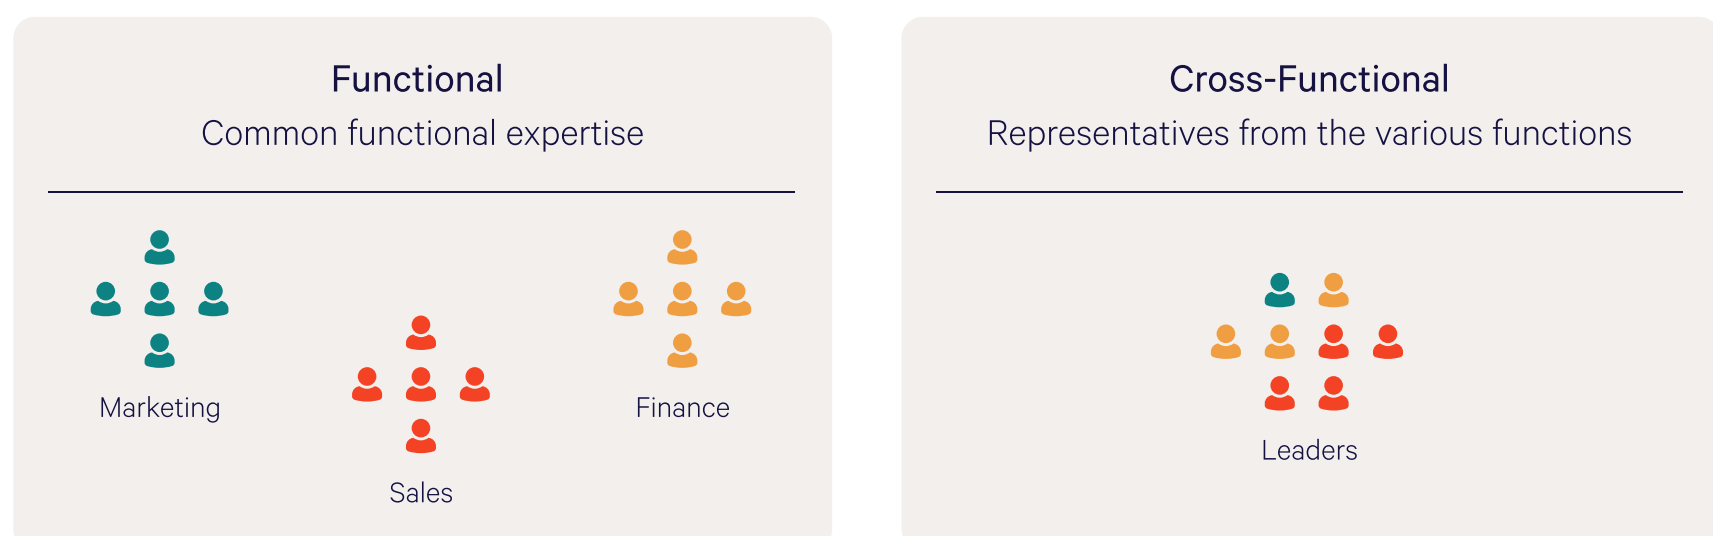 Functional
Common functional expertise
Marketing
Sales
Finance
Cross-Functional
Representatives from the various functions
Leaders